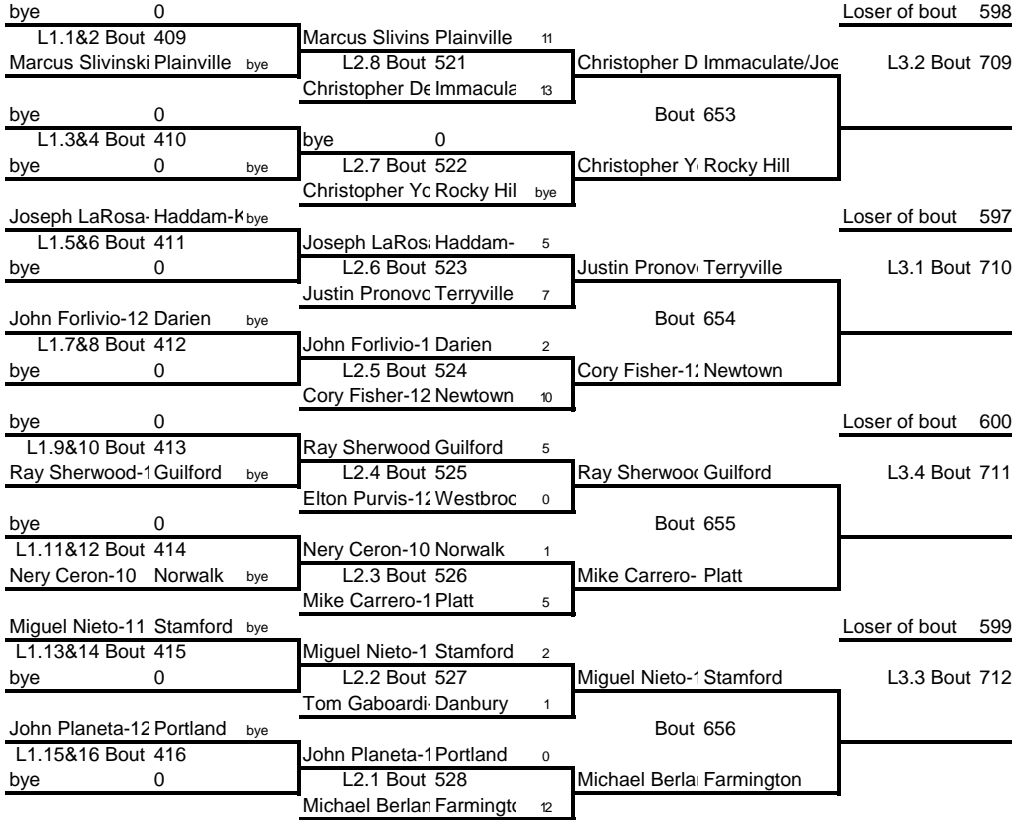 bye 0 Loser of bout 598
L1.1&2 Bout 409 Marcus Slivins Plainville 11
Marcus Slivinski Plainville bye L2.8 Bout 521 Christopher D Immaculate/Joe L3.2 Bout 709
Christopher De Immacula 13
bye 0 Bout 653
L1.3&4 Bout 410 bye 0
bye 0 bye L2.7 Bout 522 Christopher Y Rocky Hill
Christopher Yo Rocky Hil bye
Joseph LaRosa- Haddam-K bye Loser of bout 597
L1.5&6 Bout 411 Joseph LaRosa Haddam- 5
bye 0 L2.6 Bout 523 Justin Pronov Terryville L3.1 Bout 710
Justin Pronovo Terryville 7
John Forlivio-12 Darien bye Bout 654
L1.7&8 Bout 412 John Forlivio-1 Darien 2
bye 0 L2.5 Bout 524 Cory Fisher-12 Newtown
Cory Fisher-12 Newtown 10
bye 0 Loser of bout 600
L1.9&10 Bout 413 Ray Sherwood Guilford 5
Ray Sherwood-1 Guilford bye L2.4 Bout 525 Ray Sherwood Guilford L3.4 Bout 711
Elton Purvis-12 Westbroo 0
bye 0 Bout 655
L1.11&12 Bout 414 Nery Ceron-10 Norwalk 1
Nery Ceron-10 Norwalk bye L2.3 Bout 526 Mike Carrero- Platt
Mike Carrero-1 Platt 5
Miguel Nieto-11 Stamford bye Loser of bout 599
L1.13&14 Bout 415 Miguel Nieto-1 Stamford 2
bye 0 L2.2 Bout 527 Miguel Nieto-1 Stamford L3.3 Bout 712
Tom Gaboardi- Danbury 1
John Planeta-12 Portland bye Bout 656
L1.15&16 Bout 416 John Planeta-1 Portland 0
bye 0 L2.1 Bout 528 Michael Berla Farmington
Michael Berlan Farmingto 12